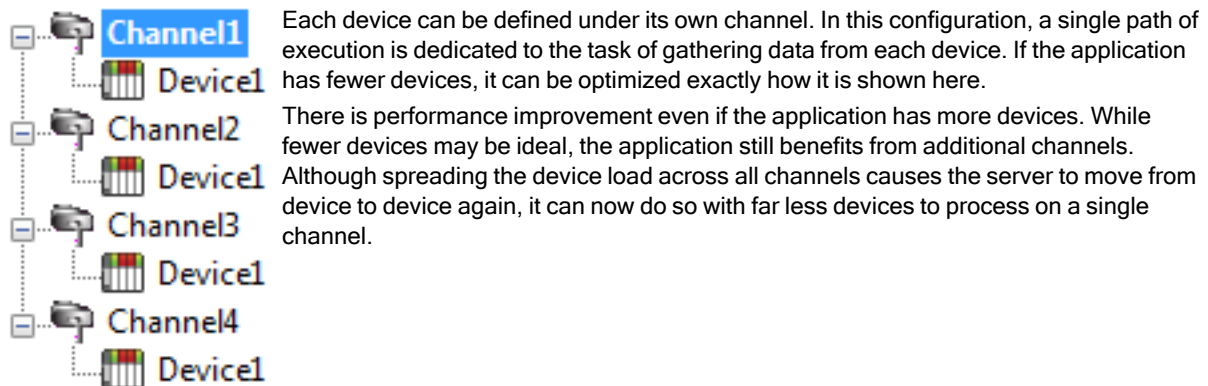 Channel1
Device1
Channel2
Device1
Channel3
Device1
Channel4
Device1
Each device can be defined under its own channel. In this configuration, a single path of
execution is dedicated to the task of gathering data from each device. If the application
has fewer devices, it can be optimized exactly how it is shown here.
There is performance improvement even if the application has more devices. While
fewer devices may be ideal, the application still benefits from additional channels.
Although spreading the device load across all channels causes the server to move from
device to device again, it can now do so with far less devices to process on a single
channel.